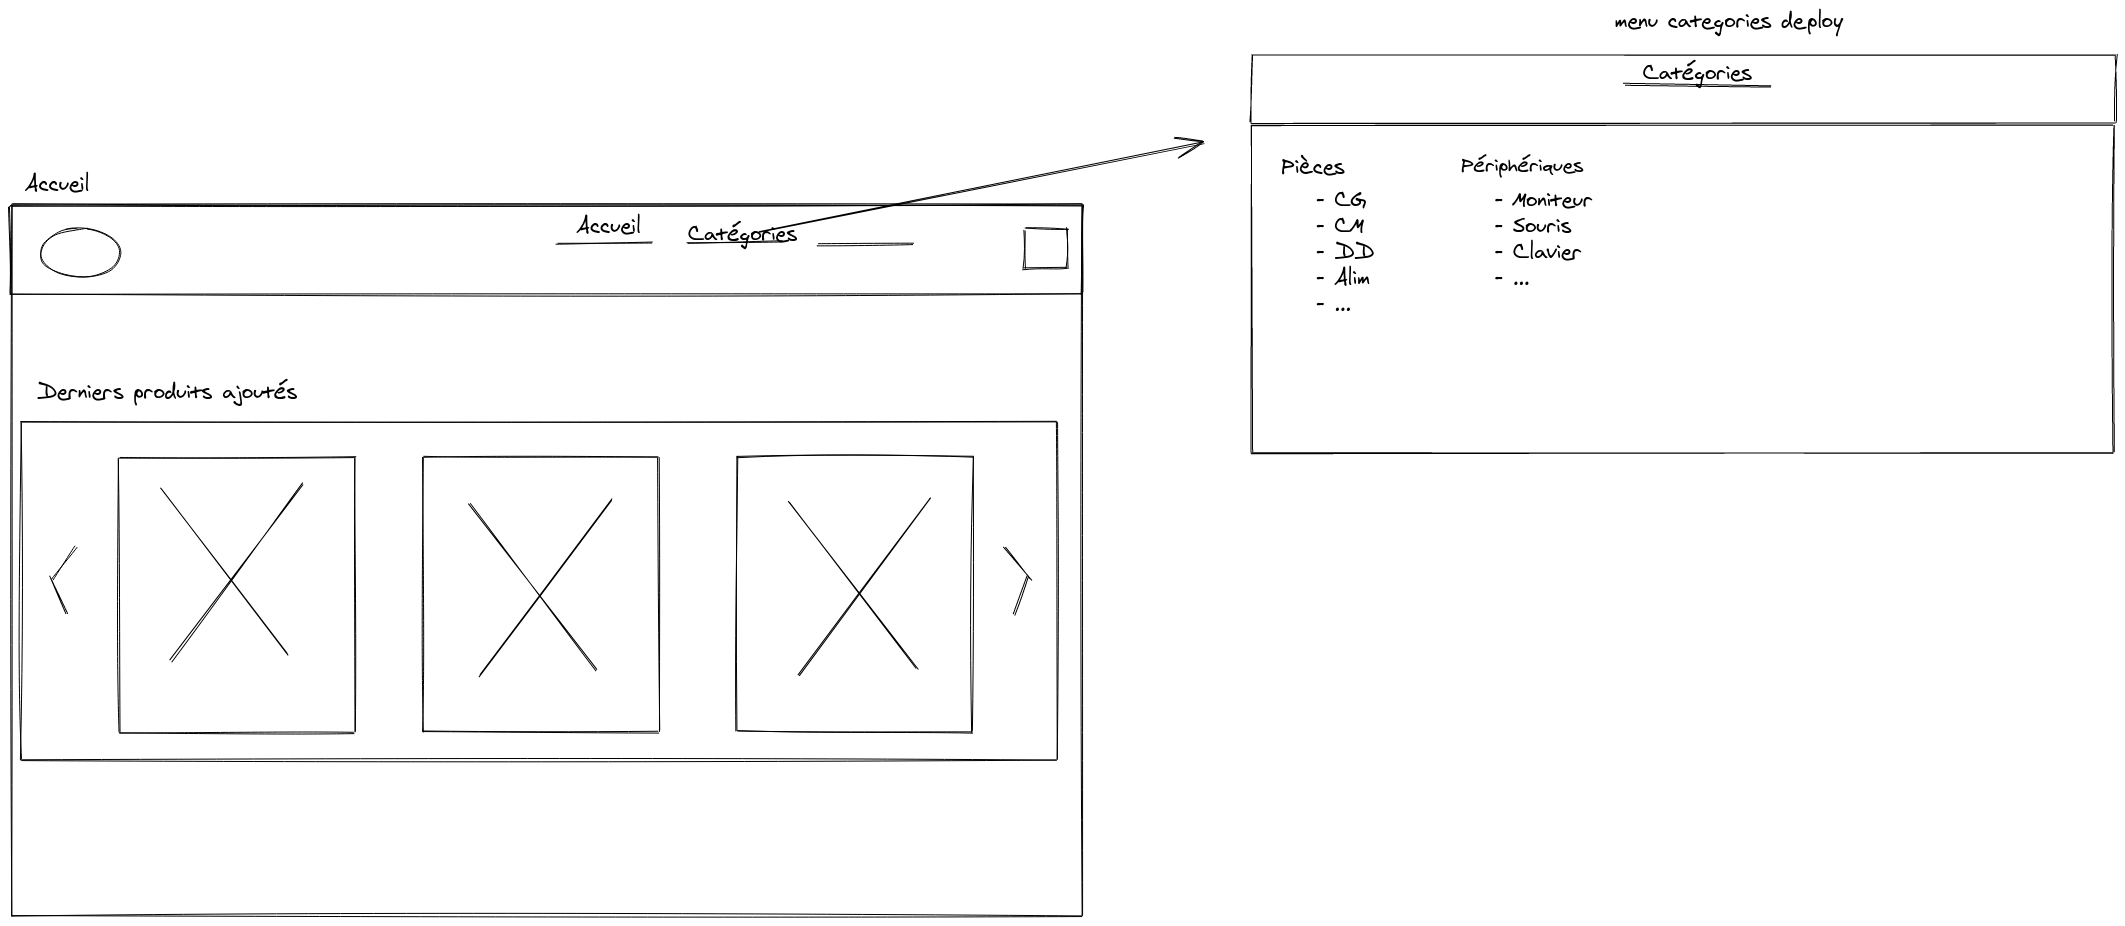 menu categories deploy
Catégories
Accueil
Accueil
Catégories
Pièces
- CG
- CM
- DD
- Alim
- ...
Périphériques
- Moniteur
- Souris
- Clavier
- ...
Derniers produits ajoutés